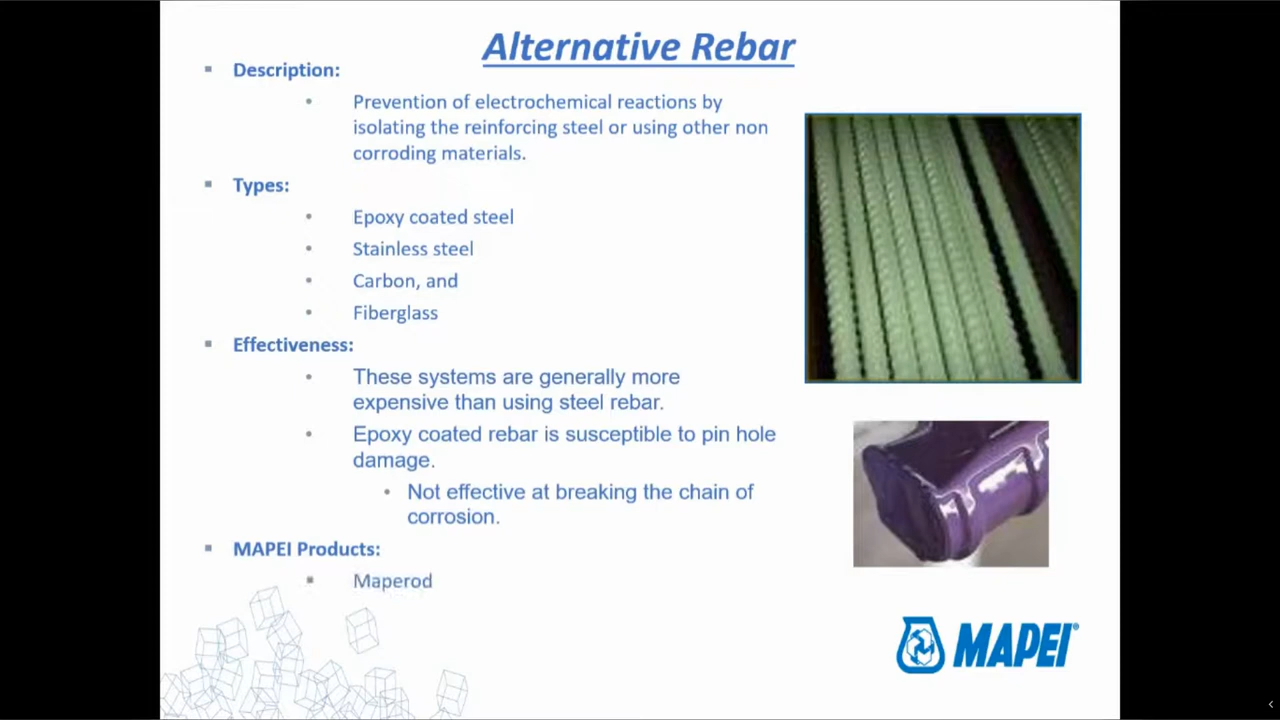 Alternative Rebar
Description:
Prevention of electrochemical reactions by
isolating the reinforcing steel or using other non
corroding materials.
Types:
Epoxy coated steel
Stainless steel
Carbon, and
Fiberglass
Effectiveness:
These systems are generally more
expensive than using steel rebar.
Epoxy coated rebar is susceptible to pin hole
damage.
Not effective at breaking the chain of
corrosion.
MAPEI Products:
Maperod
MAPEI®